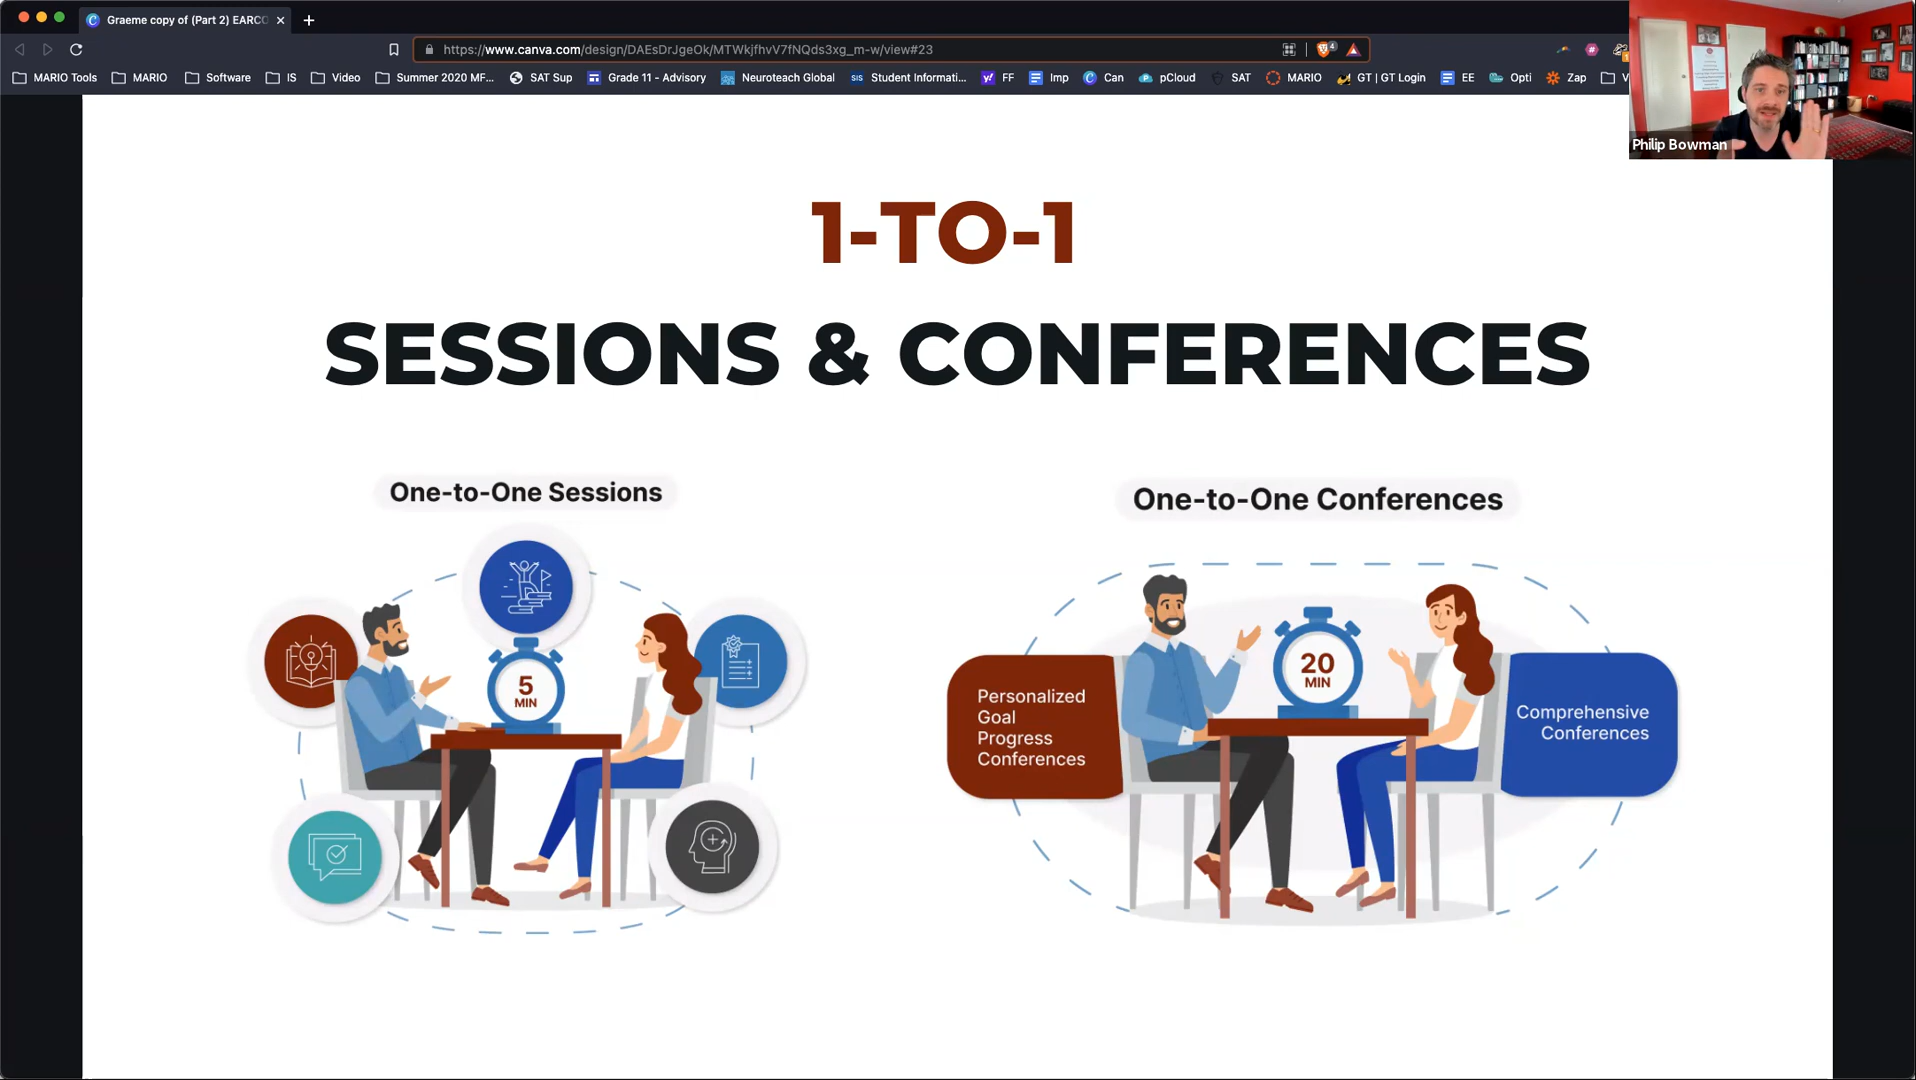 Graeme copy of (Part 2) EARCO
https://www.canva.com/design/DAEsDrJgeOk/MTWkjfhvV7fNQds3xg_m-w/view#23
4
MARIO Tools MARIO Software IS Video Summer 2020 MF... SAT Sup Grade 11 - Advisory Neuroteach Global Student Informati... FF Imp Can pCloud SAT MARIO GT | GT Login EE Opti Zap
Philip Bowman
1-TO-1
SESSIONS & CONFERENCES
One-to-One Sessions
5
MIN
One-to-One Conferences
20
MIN
Personalized
Goal
Progress
Conferences
Comprehensive
Conferences